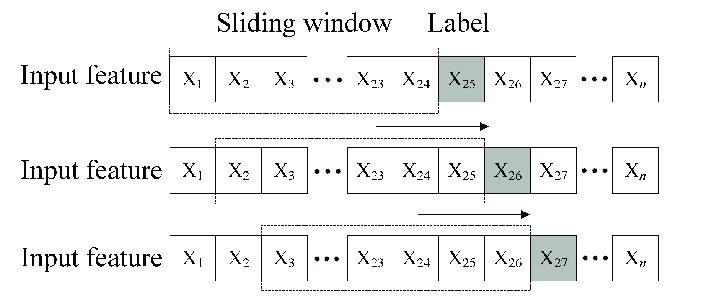 Sliding window Label
Input feature X₁ X₂ X₃ ••• X₂₃ X₂₄ X₂₅ X₂₆ X₂₇ ••• Xₙ
Input feature X₁ X₂ X₃ ••• X₂₃ X₂₄ X₂₅ X₂₆ X₂₇ ••• Xₙ
Input feature X₁ X₂ X₃ ••• X₂₃ X₂₄ X₂₅ X₂₆ X₂₇ ••• Xₙ